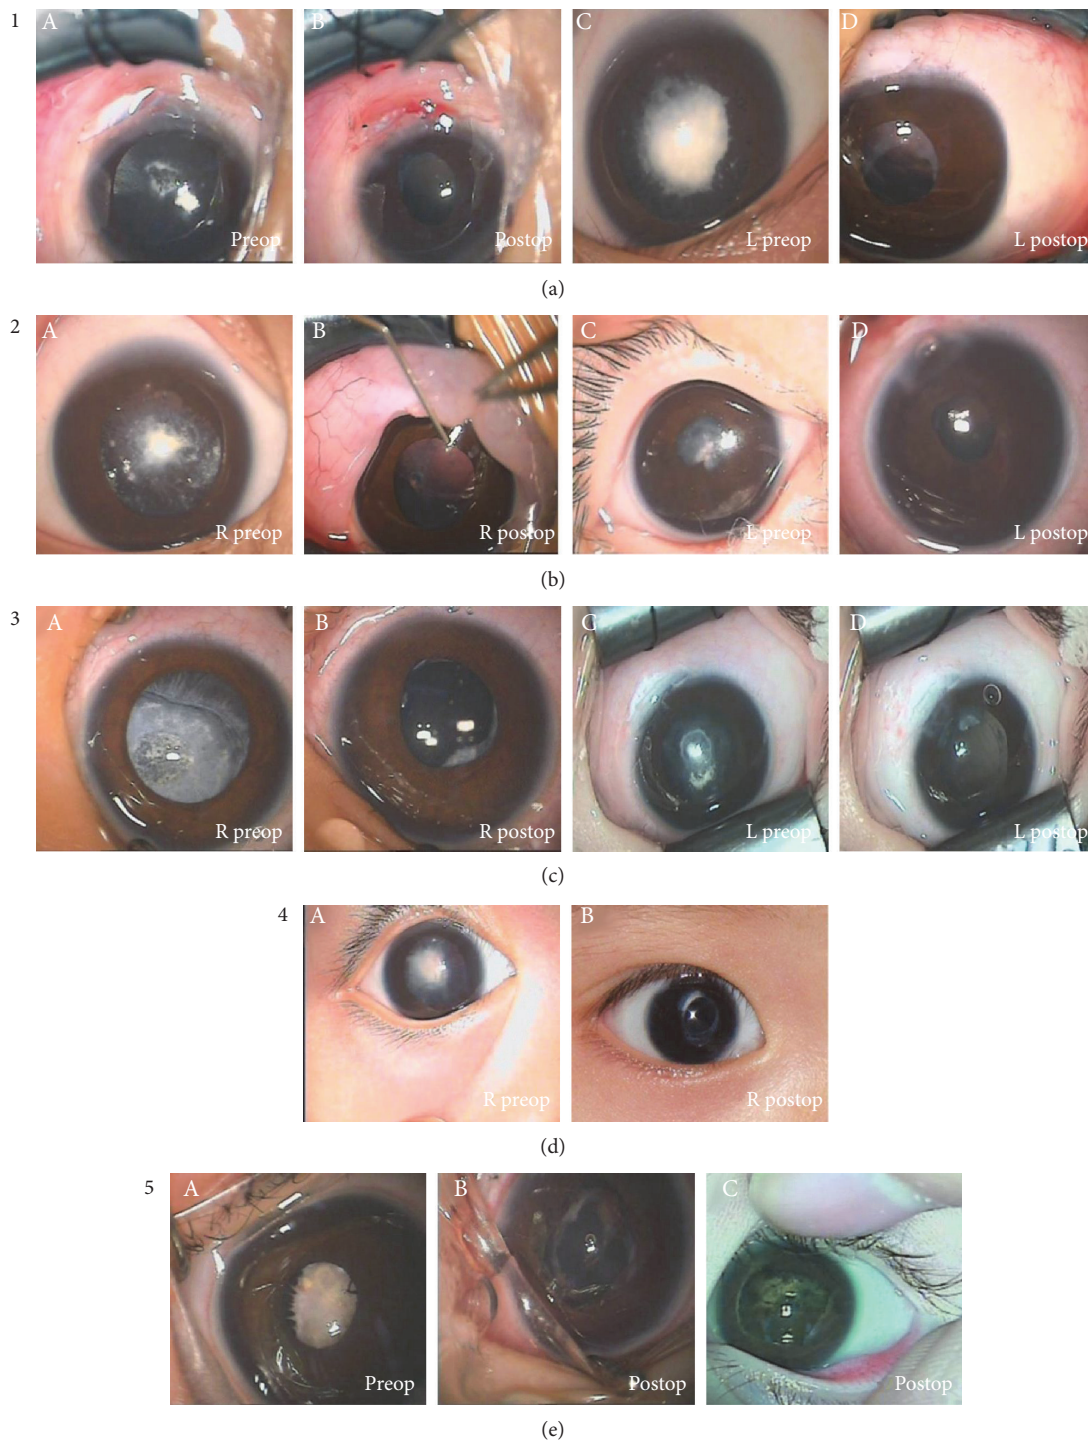 1
A
Preop
B
Postop
C
L preop
D
L postop
(a)
2
A
R preop
B
R postop
C
L preop
D
L postop
(b)
3
A
R preop
B
R postop
C
L preop
D
L postop
(c)
4
A
R preop
B
R postop
(d)
5
A
Preop
B
Postop
C
Postop
(e)